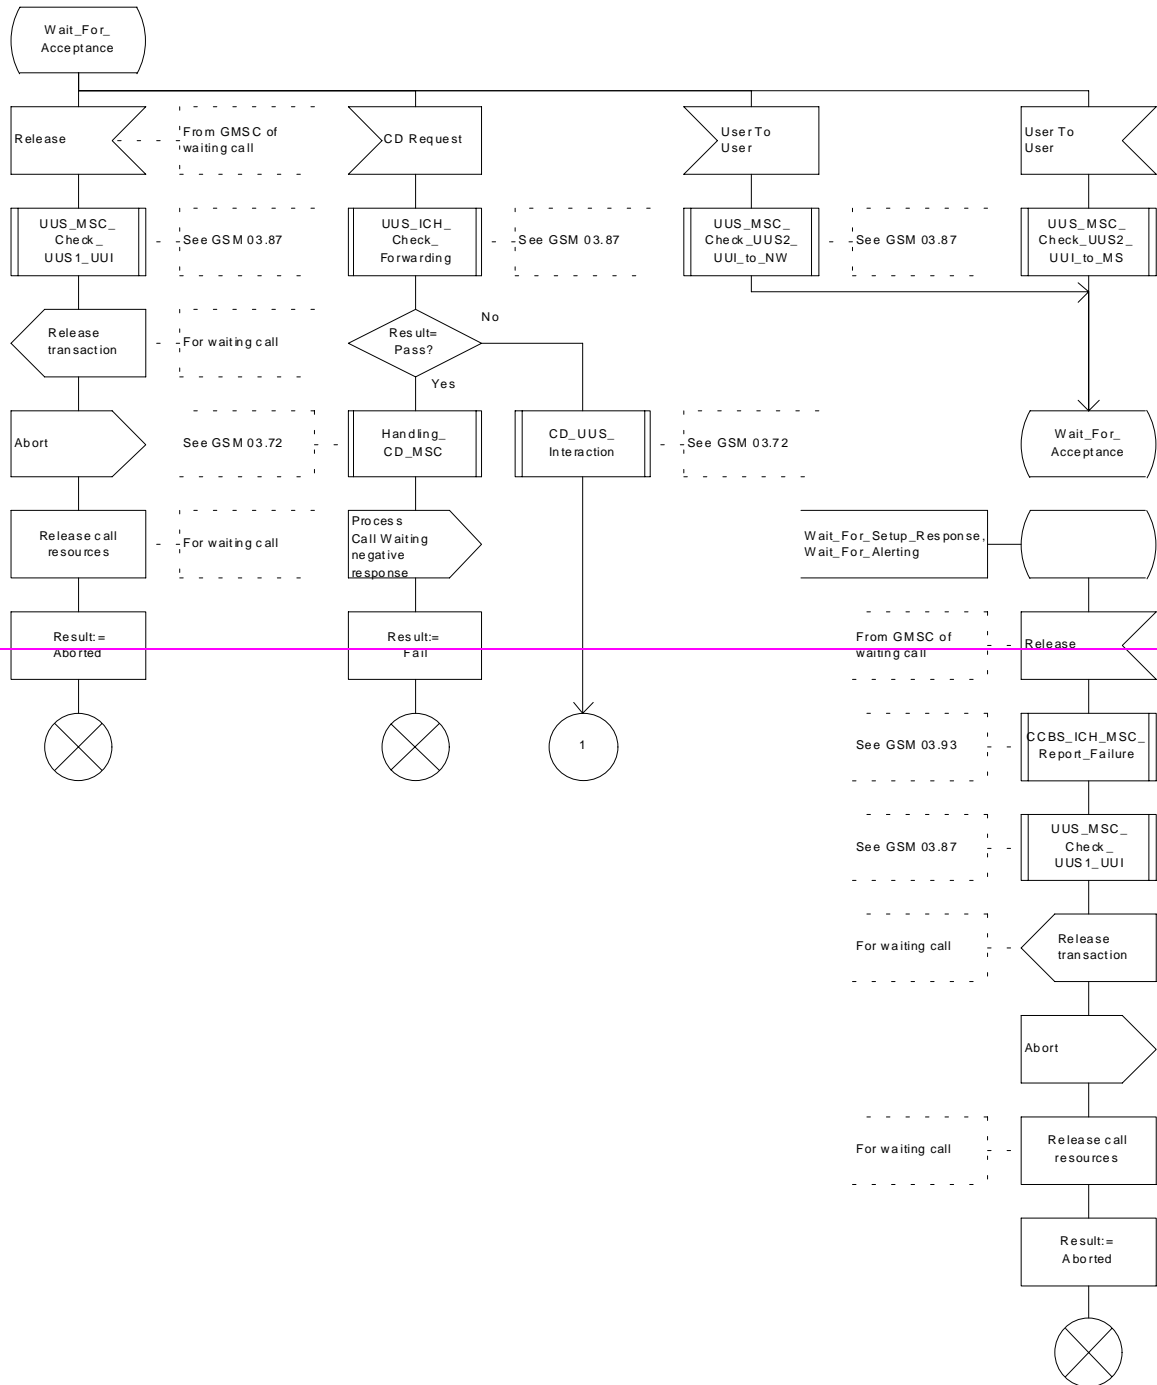 Wait_For_
Acceptance
Release
From GMSC of
waiting call
CD Request
User To
User
User To
User
UUS_MSC_
Check_
UUS1_UUI
See GSM 03.87
UUS_ICH_
Check_
Forwarding
See GSM 03.87
UUS_MSC_
Check_UUS2_
UUI_to_NW
See GSM 03.87
UUS_MSC_
Check_UUS2_
UUI_to_MS
Release
transaction
For waiting call
Result=
Pass?
No
Yes
Abort
See GSM 03.72
Handling_
CD_MSC
CD_UUS_
Interaction
See GSM 03.72
Wait_For_
Acceptance
Release call
resources
For waiting call
Process
Call Waiting
negative
response
Wait_For_Setup_Response,
Wait_For_Alerting
Result:=
Aborted
Result:=
Fail
From GMSC of
waiting call
Release
1
See GSM 03.93
CCBS_ICH_MSC_
Report_Failure
See GSM 03.87
UUS_MSC_
Check_
UUS1_UUI
For waiting call
Release
transaction
Abort
For waiting call
Release call
resources
Result:=
Aborted